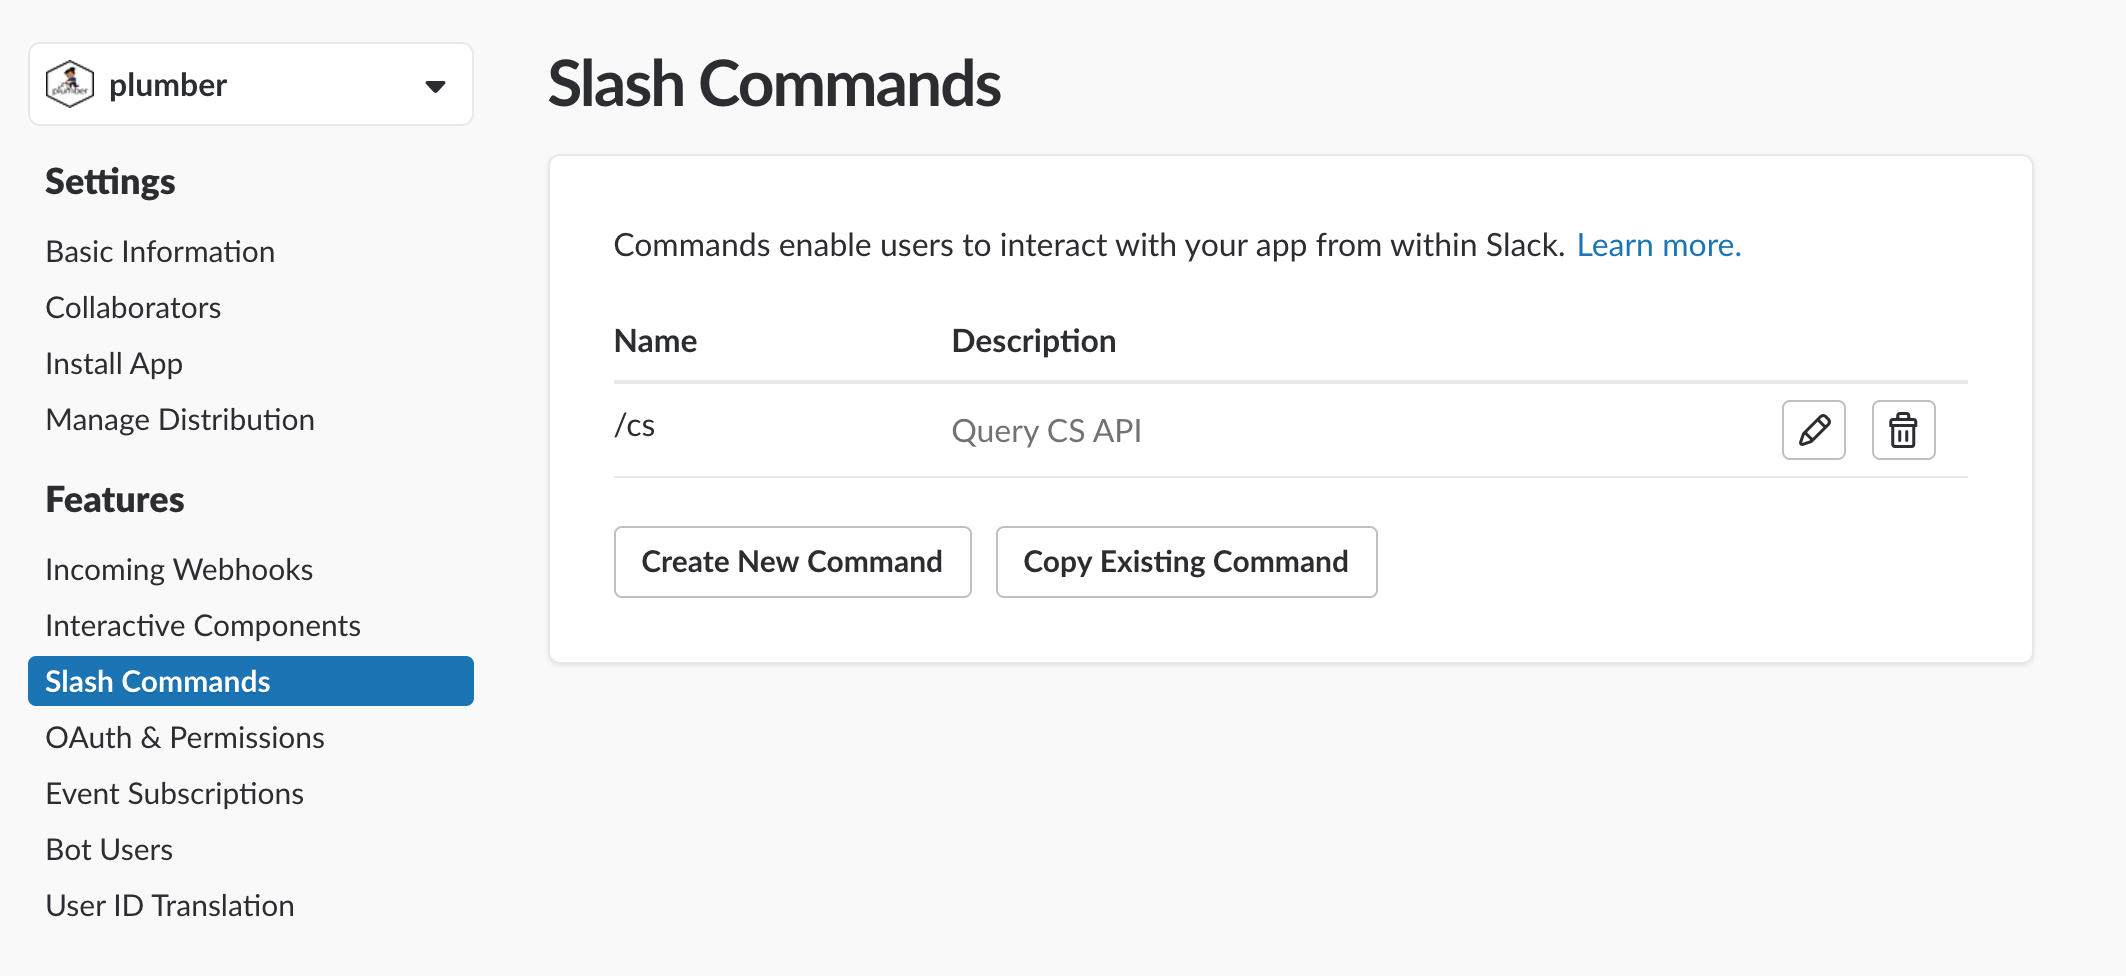 plumber
plumber
Settings
Basic Information
Collaborators
Install App
Manage Distribution
Features
Incoming Webhooks
Interactive Components
Slash Commands
OAuth & Permissions
Event Subscriptions
Bot Users
User ID Translation
Slash Commands
Commands enable users to interact with your app from within Slack. Learn more.
Name Description
/cs Query CS API
Create New Command Copy Existing Command